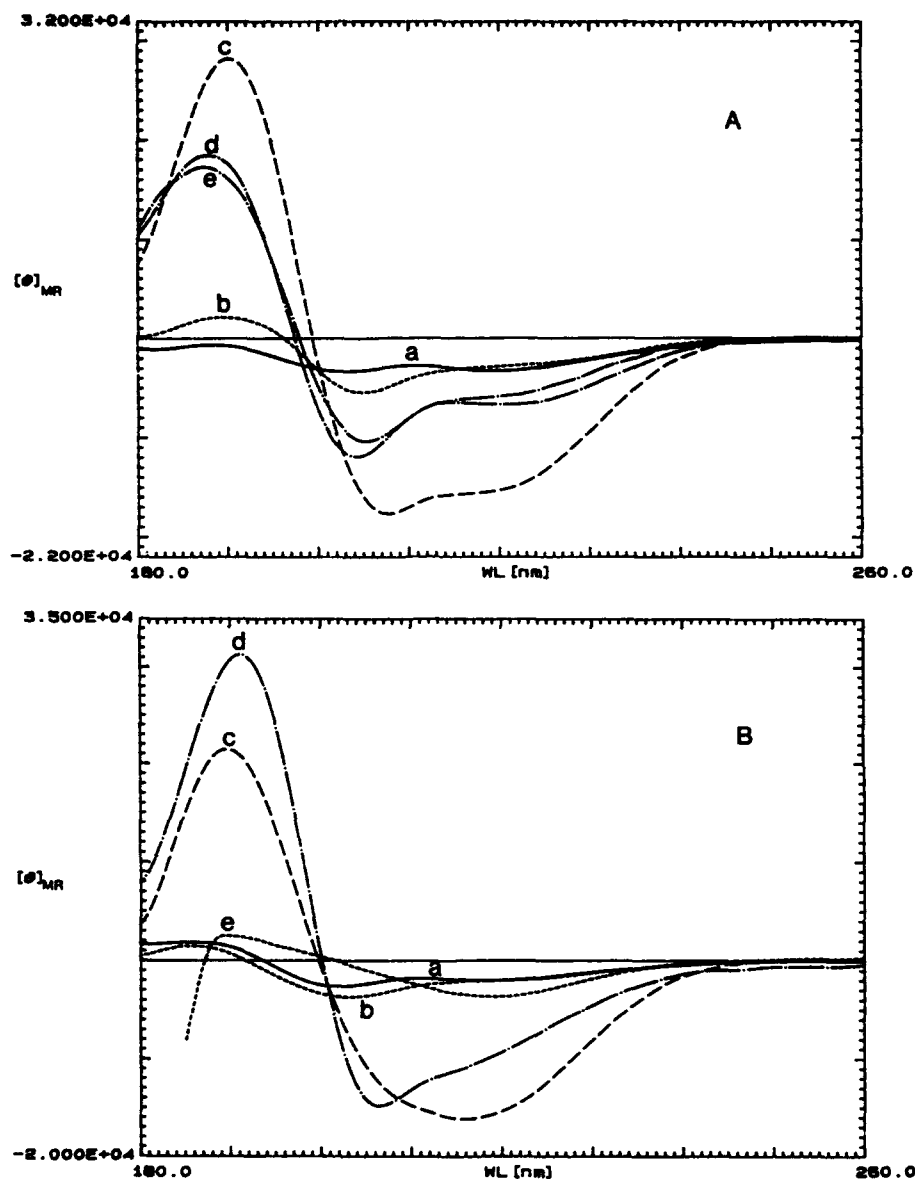 3.200E+04
c
A
d
e
[θ]MR
b
a
-2.200E+04
180.0
WL [nm]
260.0
3.500E+04
d
B
c
[θ]MR
e
a
b
-2.000E+04
180.0
WL [nm]
260.0